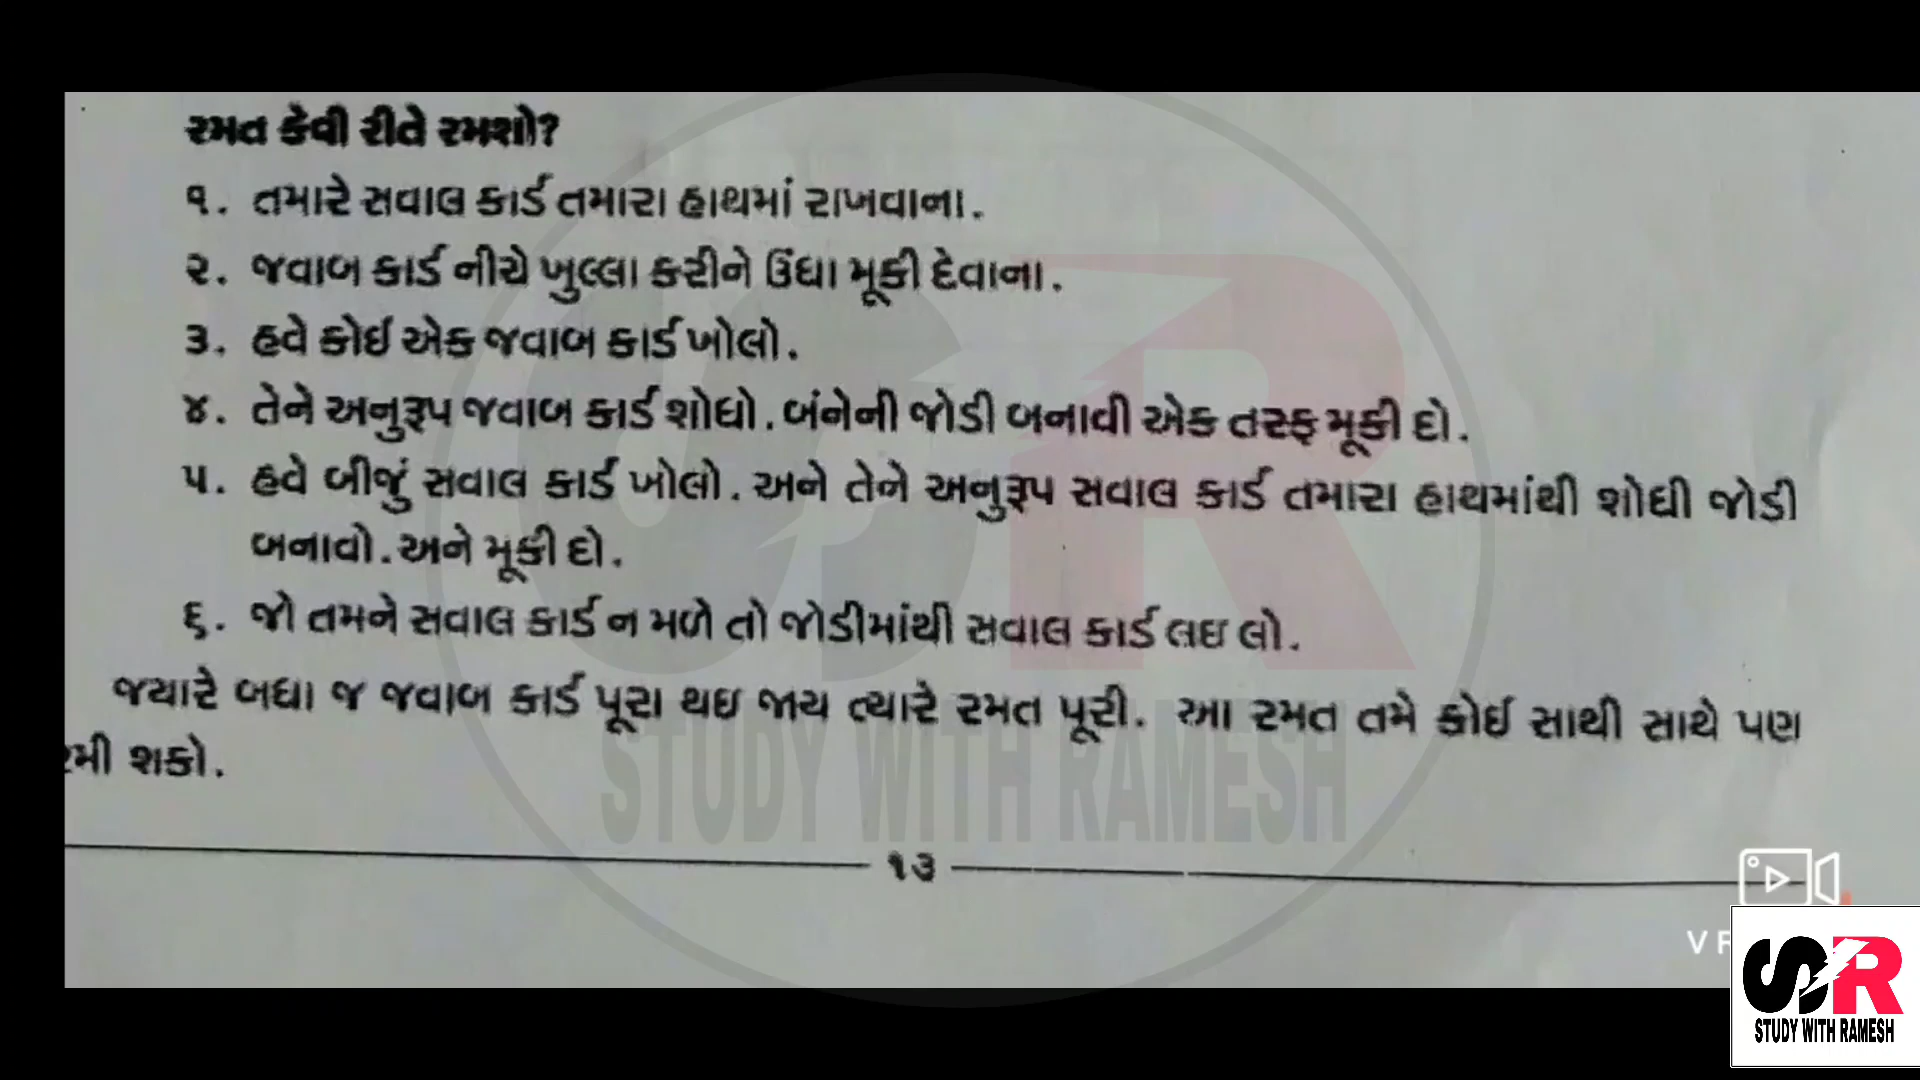 રમત કેવી રીતે રમશો?
૧. તમારે સવાલ કાર્ડ તમારા હાથમાં રાખવાના.
૨. જવાબ કાર્ડ નીચે ખુલ્લા કરીને ઉંધા મૂકી દેવાના.
૩. હવે કોઈ એક જવાબ કાર્ડ ખોલો.
૪. તેને અનુરૂપ જવાબ કાર્ડ શોધો. બંનેની જોડી બનાવી એક તરફ મૂકી દો.
૫. હવે બીજું સવાલ કાર્ડ ખોલો. અને તેને અનુરૂપ સવાલ કાર્ડ તમારા હાથમાંથી શોધી જોડી
બનાવો. અને મૂકી દો.
૬. જો તમને સવાલ કાર્ડ ન મળે તો જોડીમાંથી સવાલ કાર્ડ લઇ લો.
જ્યારે બધા જ જવાબ કાર્ડ પૂરા થઇ જાય ત્યારે રમત પૂરી. આ રમત તમે કોઈ સાથી સાથે પણ
રમી શકો.
STUDY WITH RAMESH
૧૩
SR
STUDY WITH RAMESH